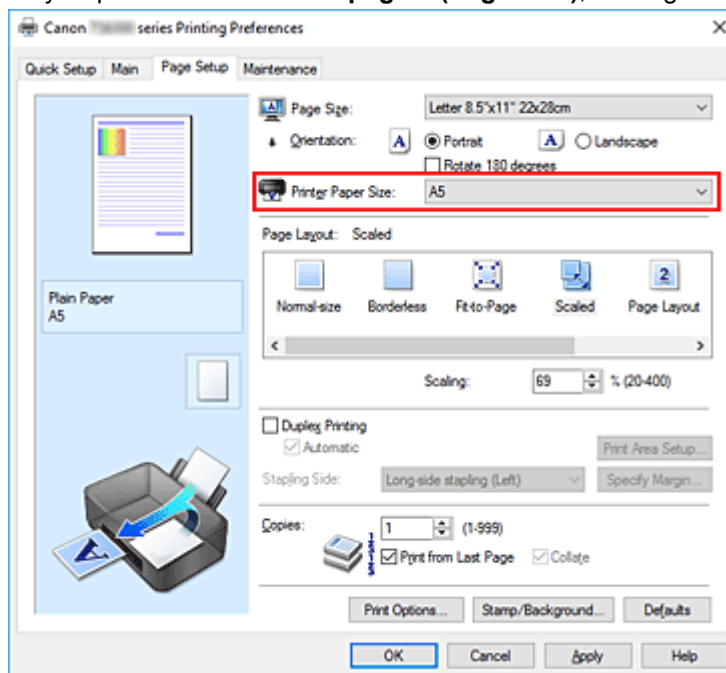 Canon series Printing Preferences
Quick Setup Main Page Setup Maintenance
Page Size: Letter 8.5"x11" 22x28cm
Orientation: A Portrait A Landscape
Rotate 180 degrees
Printer Paper Size: A5
Page Layout: Scaled
Normal-size Borderless Fit-to-Page Scaled Page Layout
Plain Paper
A5
Scaling: 69 % (20-400)
Duplex Printing
Automatic
Print Area Setup...
Stapling Side: Long-side stapling (Left) Specify Margin...
Copies: 1 (1-999)
Print from Last Page Collate
Print Options... Stamp/Background... Defaults
OK Cancel Apply Help